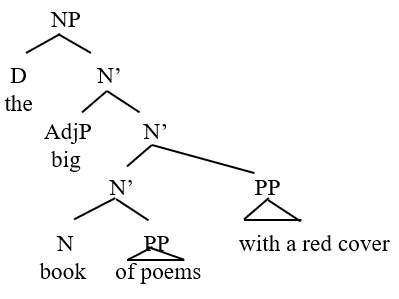 NP
D N’
the
AdjP N’
big
N’ PP
N PP with a red cover
book of poems